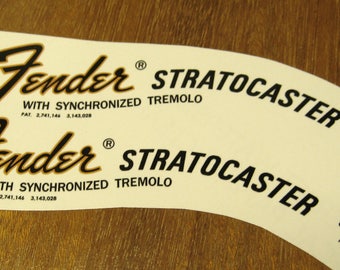 Fender® STRATOCASTER
WITH SYNCHRONIZED TREMOLO
PAT. 2,741,146 3,143,028
Fender® STRATOCASTER
WITH SYNCHRONIZED TREMOLO
2,741,146 3,143,028